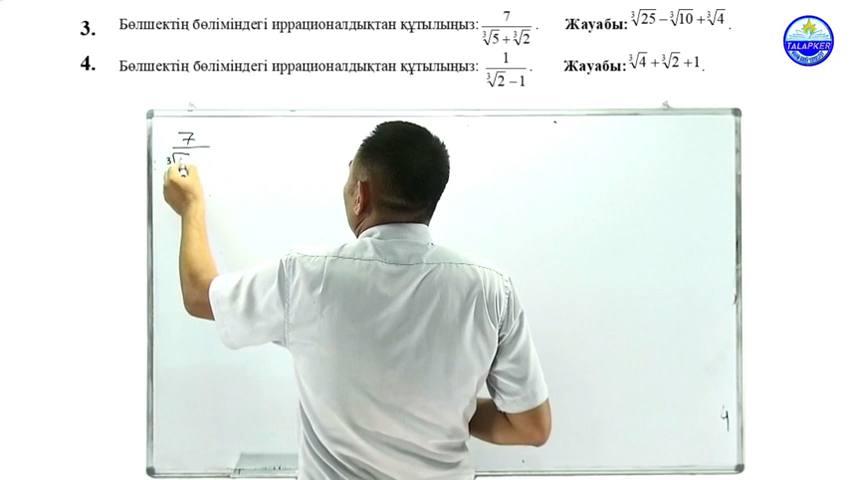 3. Бөлшектің бөліміндегі иррационалдықтан құтылыңыз: 7/(∛5+∛2). Жауабы: ∛25−∛10+∛4.
4. Бөлшектің бөліміндегі иррационалдықтан құтылыңыз: 1/(∛2−1). Жауабы: ∛4+∛2+1.
TALAPKER
7
3√